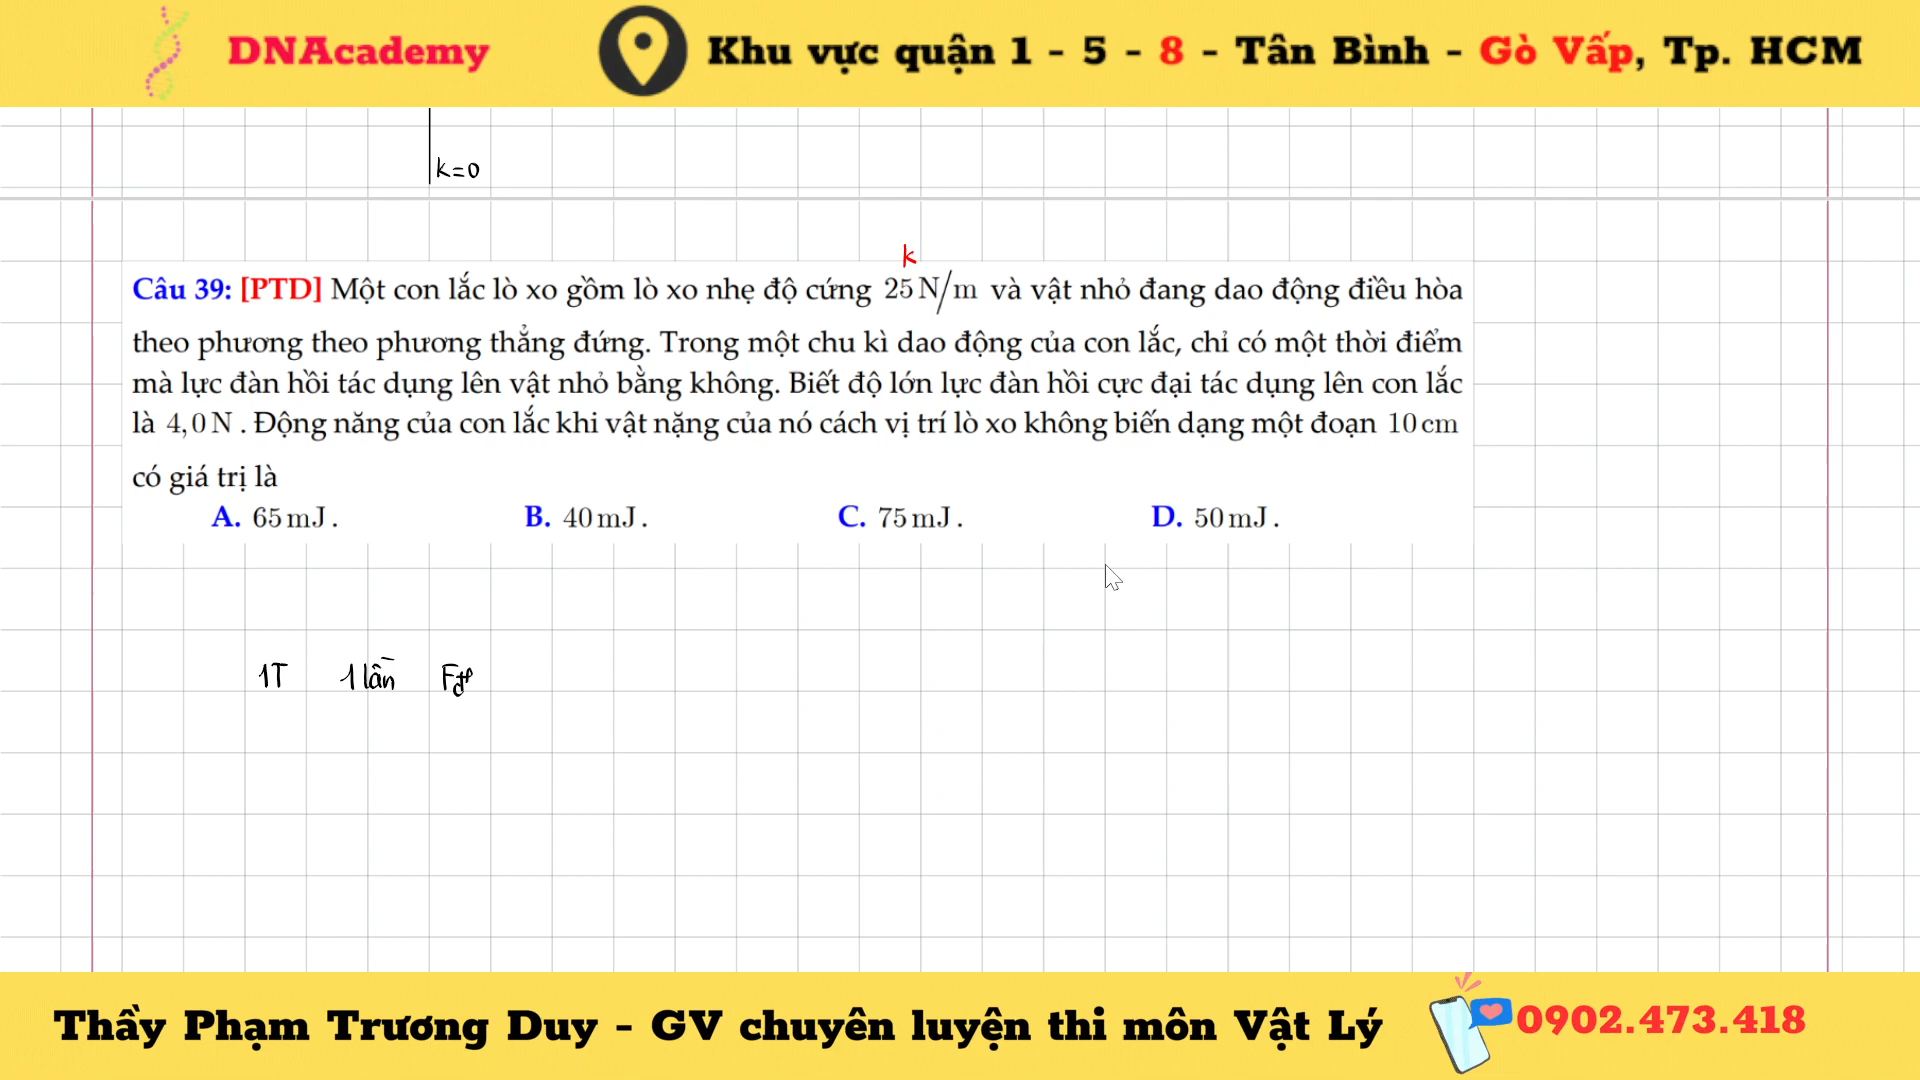 DNAcademy
Khu vực quận 1 - 5 - 8 - Tân Bình - Gò Vấp, Tp. HCM
k=0
k
Câu 39: [PTD] Một con lắc lò xo gồm lò xo nhẹ độ cứng 25 N/m và vật nhỏ đang dao động điều hòa
theo phương theo phương thẳng đứng. Trong một chu kì dao động của con lắc, chỉ có một thời điểm
mà lực đàn hồi tác dụng lên vật nhỏ bằng không. Biết độ lớn lực đàn hồi cực đại tác dụng lên con lắc
là 4,0 N. Động năng của con lắc khi vật nặng của nó cách vị trí lò xo không biến dạng một đoạn 10 cm
có giá trị là
A. 65 mJ. B. 40 mJ. C. 75 mJ. D. 50 mJ.
1T 1 lần
Thầy Phạm Trương Duy - GV chuyên luyện thi môn Vật Lý
0902.473.418